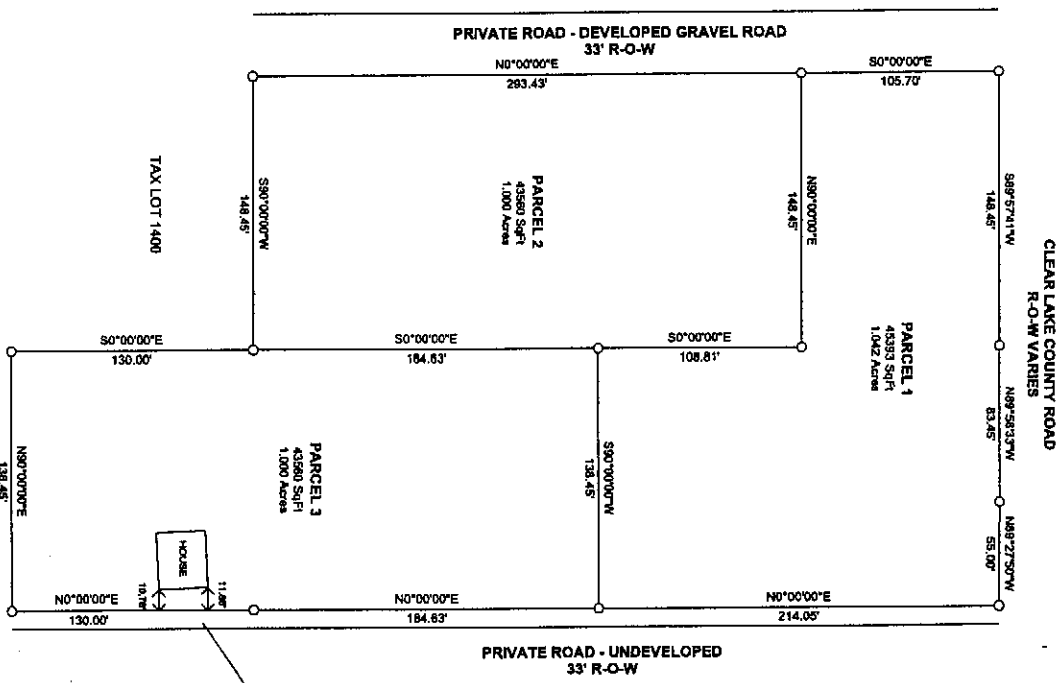 PRIVATE ROAD - DEVELOPED GRAVEL ROAD
33' R-O-W
N0°00'00"E
293.43'
S0°00'00"E
105.70'
TAX LOT 1400
S90°00'00"W
148.45'
PARCEL 2
43560 SqFt
1.000 Acres
N90°00'00"E
148.45'
S89°57'41"W
148.45'
CLEAR LAKE COUNTY ROAD
R-O-W VARIES
PARCEL 1
45393 SqFt
1.042 Acres
N89°58'33"W
83.45'
N89°27'50"W
55.00'
S0°00'00"E
130.00'
S0°00'00"E
184.63'
S0°00'00"E
108.81'
N90°00'00"E
138.45'
PARCEL 3
43560 SqFt
1.000 Acres
S90°00'00"W
138.45'
HOUSE
N0°00'00"E
130.00'
N0°00'00"E
184.63'
N0°00'00"E
214.05'
PRIVATE ROAD - UNDEVELOPED
33' R-O-W